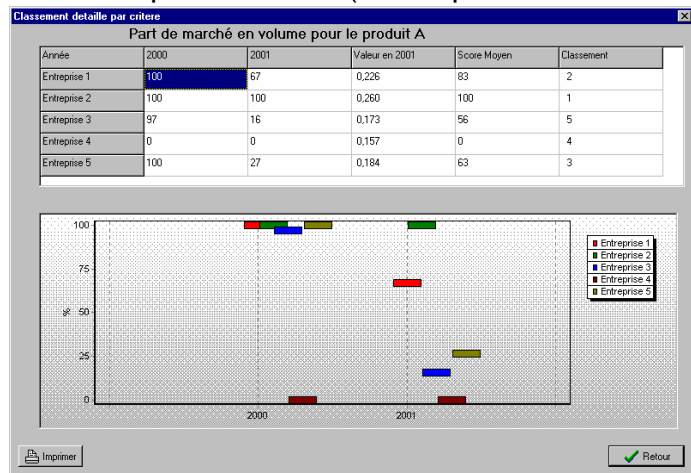 Classement detaille par critere
Part de marché en volume pour le produit A
Année 2000 2001 Valeur en 2001 Score Moyen Classement
Entreprise 1 100 67 0,226 83 2
Entreprise 2 100 100 0,260 100 1
Entreprise 3 97 16 0,173 56 5
Entreprise 4 0 0 0,157 0 4
Entreprise 5 100 27 0,184 63 3
100
75
% 50
25
0
2000 2001
Entreprise 1
Entreprise 2
Entreprise 3
Entreprise 4
Entreprise 5
Imprimer Retour